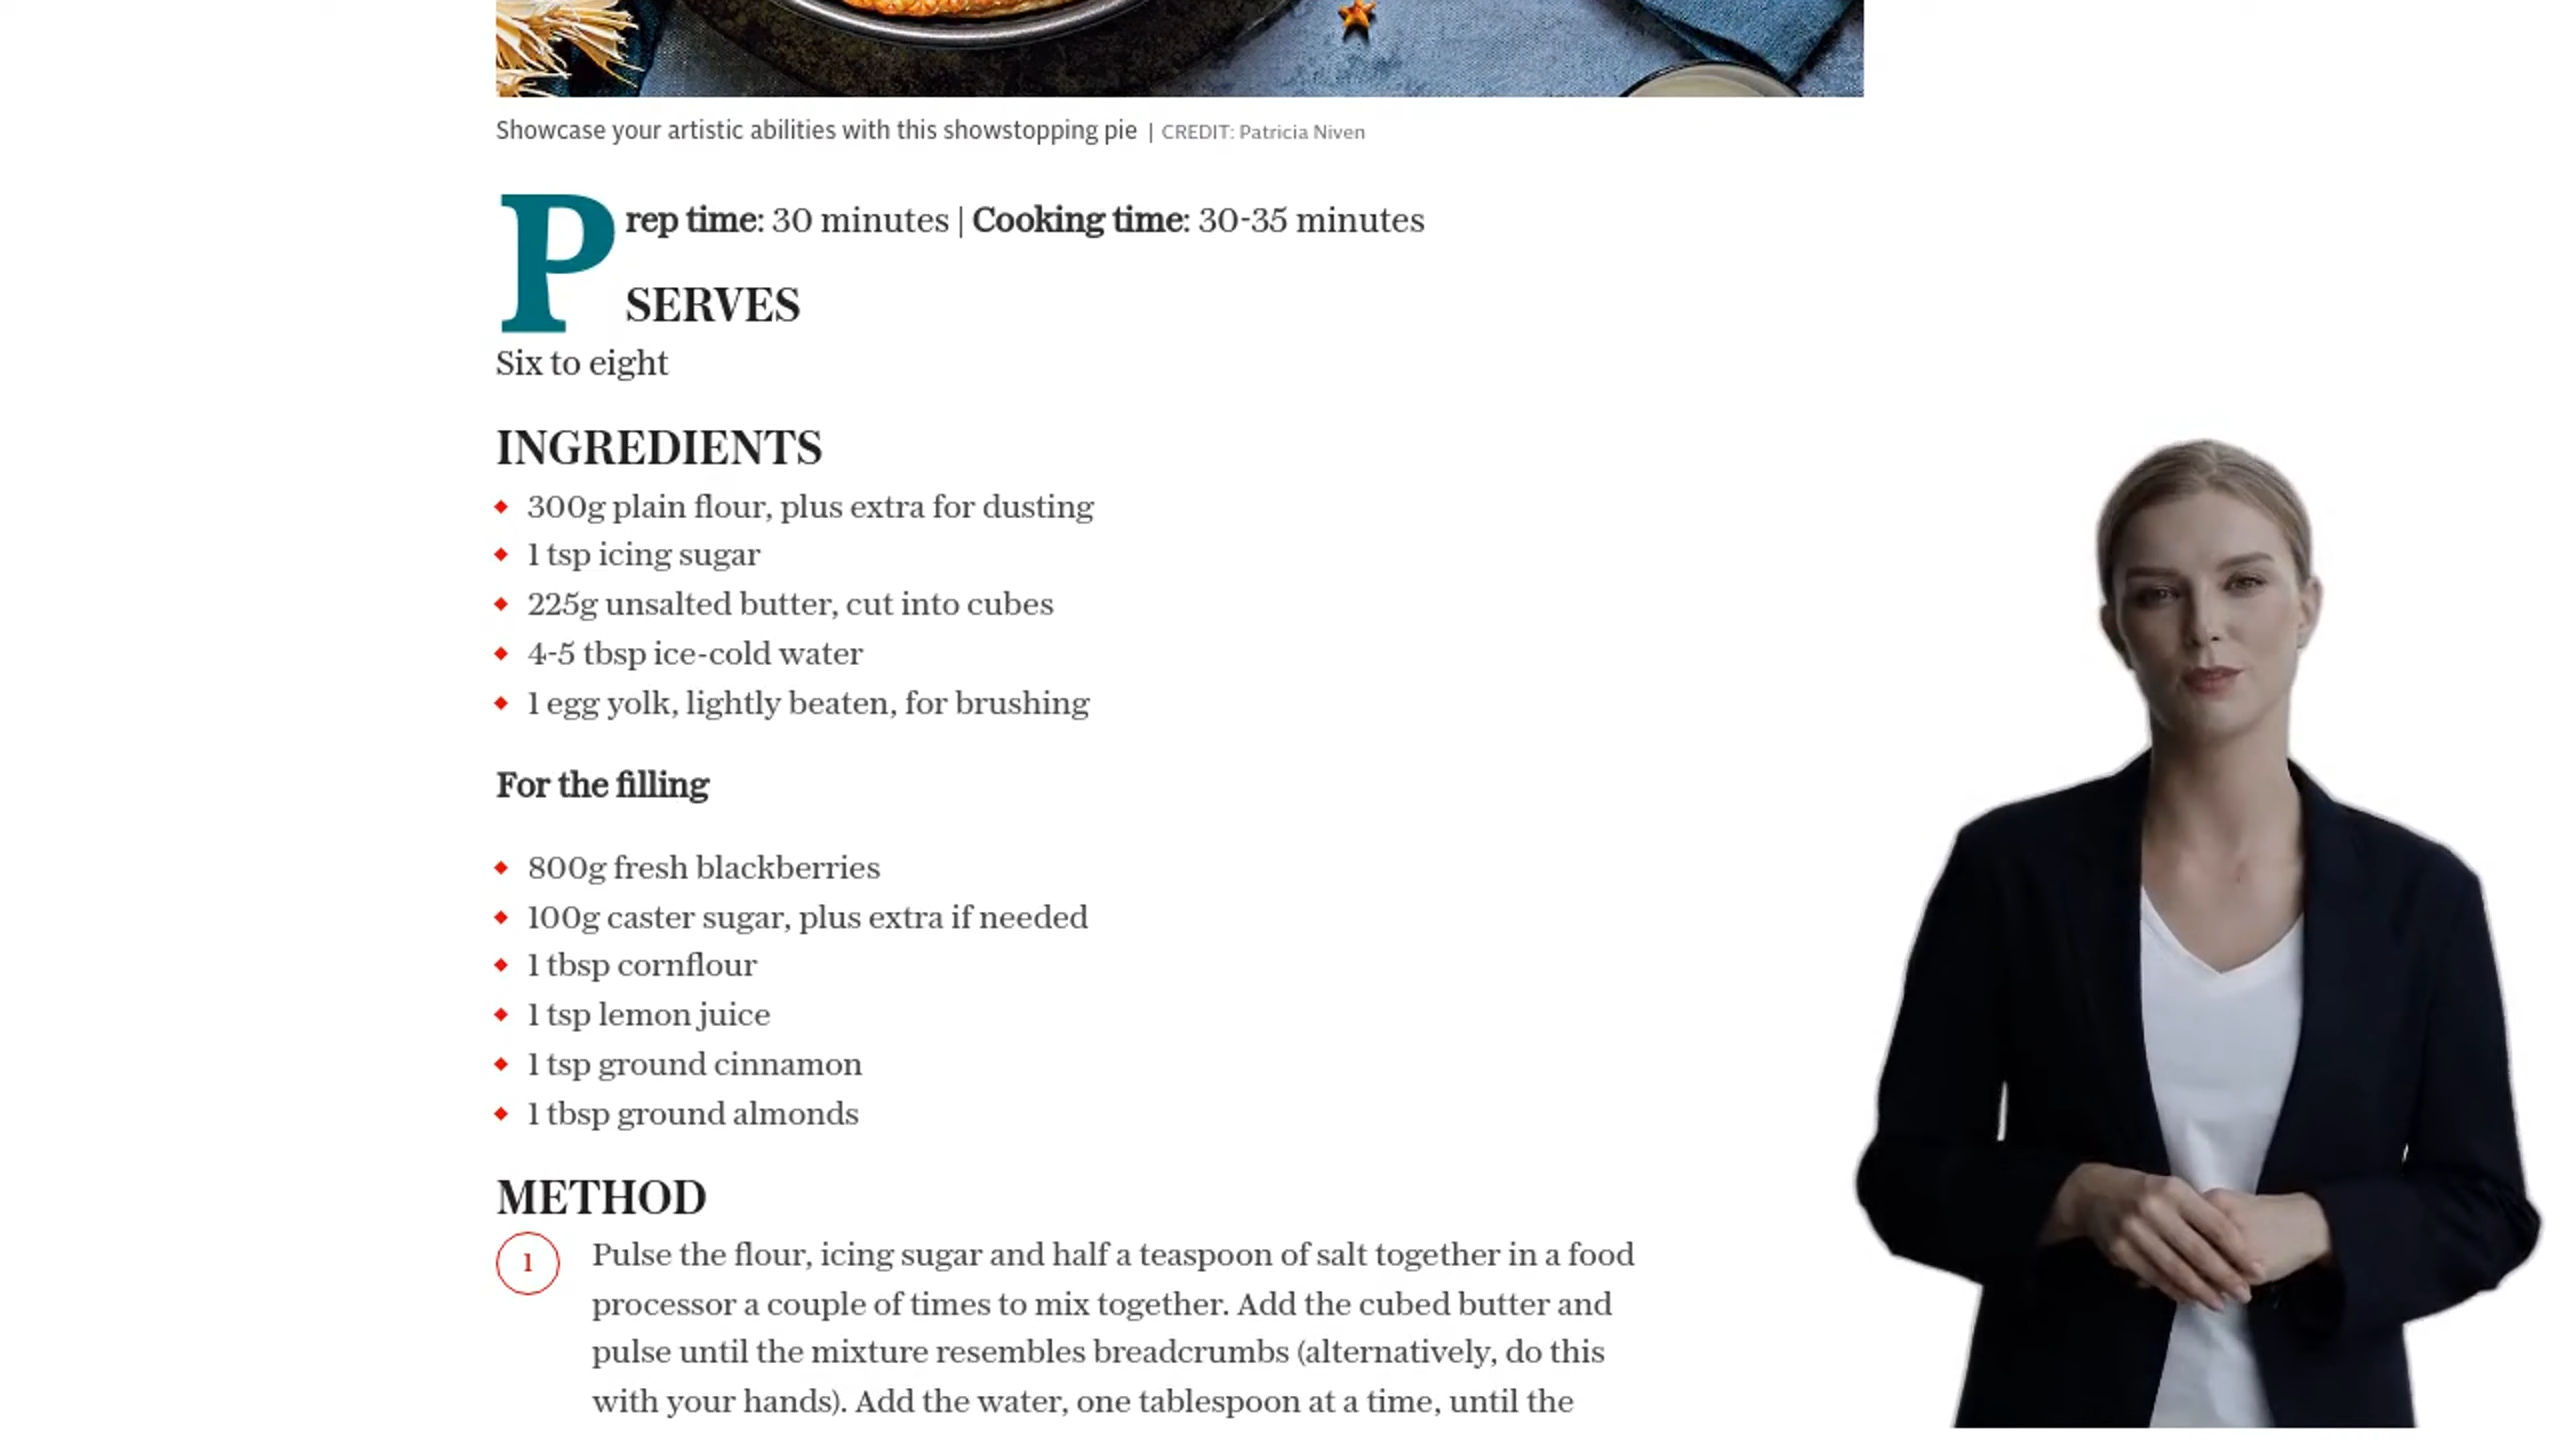 Showcase your artistic abilities with this showstopping pie | CREDIT: Patricia Niven
Prep time: 30 minutes | Cooking time: 30-35 minutes
SERVES
Six to eight
INGREDIENTS
300g plain flour, plus extra for dusting
1 tsp icing sugar
225g unsalted butter, cut into cubes
4-5 tbsp ice-cold water
1 egg yolk, lightly beaten, for brushing
For the filling
800g fresh blackberries
100g caster sugar, plus extra if needed
1 tbsp cornflour
1 tsp lemon juice
1 tsp ground cinnamon
1 tbsp ground almonds
METHOD
1 Pulse the flour, icing sugar and half a teaspoon of salt together in a food
processor a couple of times to mix together. Add the cubed butter and
pulse until the mixture resembles breadcrumbs (alternatively, do this
with your hands). Add the water, one tablespoon at a time, until the